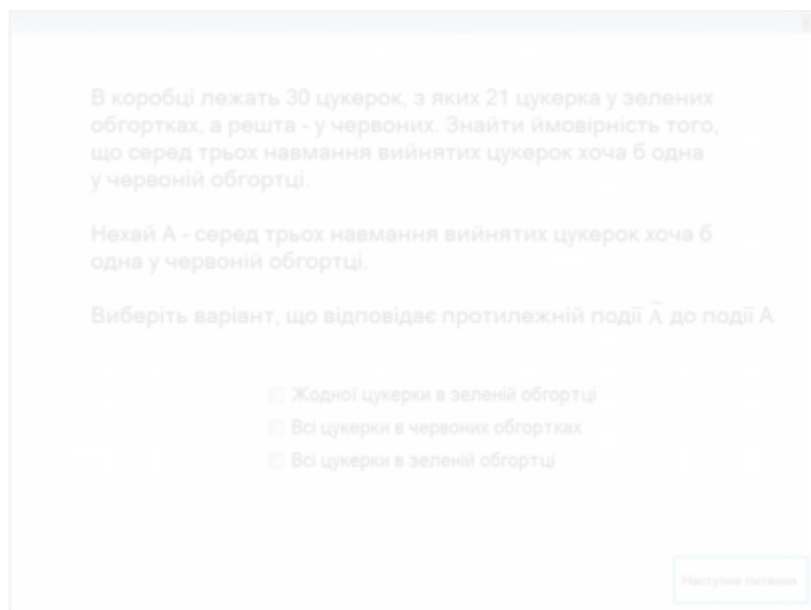 В коробці лежать 30 цукерок, з яких 21 цукерка у зелених
обгортках, а решта - у червоних. Знайти ймовірність того,
що серед трьох навмання вийнятих цукерок хоча б одна
у червоній обгортці.
Нехай А - серед трьох навмання вийнятих цукерок хоча б
одна у червоній обгортці.
Виберіть варіант, що відповідає протилежній події A̅ до події А
Жодної цукерки в зеленій обгортці
Всі цукерки в червоних обгортках
Всі цукерки в зеленій обгортці
Наступне питання